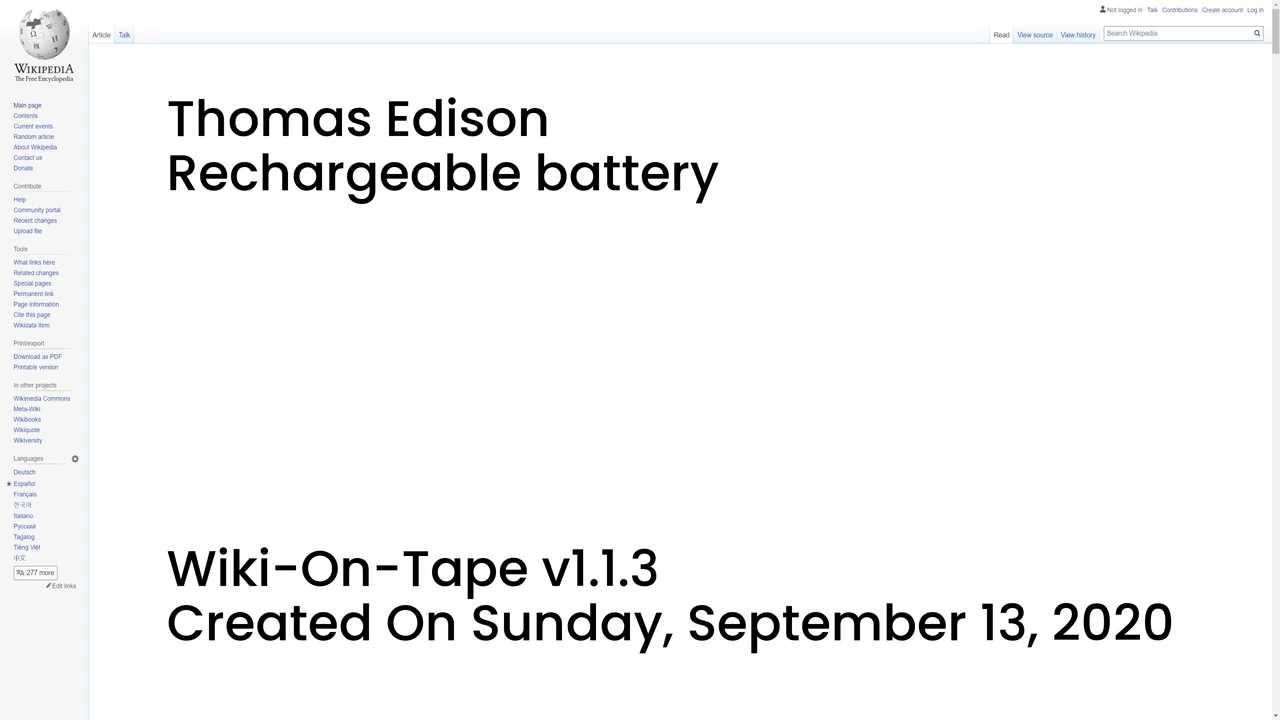 Not logged in Talk Contributions Create account Log in
Article Talk Read View source View history Search Wikipedia
WIKIPEDIA
The Free Encyclopedia
Main page
Contents
Current events
Random article
About Wikipedia
Contact us
Donate
Contribute
Help
Community portal
Recent changes
Upload file
Tools
What links here
Related changes
Special pages
Permanent link
Page information
Cite this page
Wikidata item
Print/export
Download as PDF
Printable version
In other projects
Wikimedia Commons
Meta-Wiki
Wikibooks
Wikiquote
Wikiversity
Languages
Deutsch
Español
Français
한국어
Italiano
Русский
Tagalog
Tiếng Việt
中文
277 more
Edit links
Thomas Edison
Rechargeable battery
Wiki-On-Tape v1.1.3
Created On Sunday, September 13, 2020